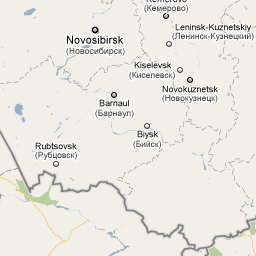 Kemerovo
(Кемерово)
Leninsk-Kuznetskiy
(Ленинск-Кузнецкий)
Novosibirsk
(Новосибирск)
Kiselevsk
(Киселевск)
Novokuznetsk
(Новокузнецк)
Barnaul
(Барнаул)
Biysk
(Бийск)
Rubtsovsk
(Рубцовск)